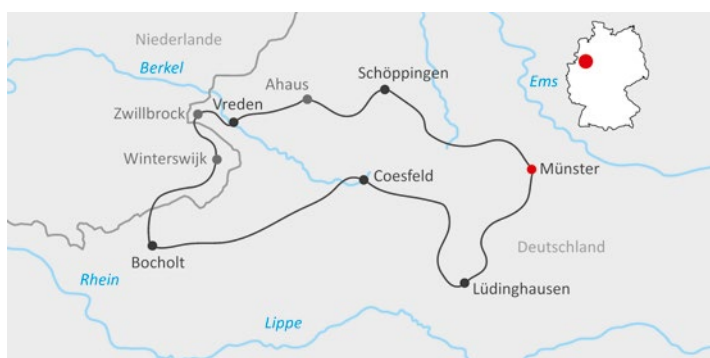 Niederlande
Berkel
Ahaus
Schöppingen
Ems
Zwillbrock
Vreden
Winterswijk
Coesfeld
Münster
Bocholt
Deutschland
Rhein
Lüdinghausen
Lippe